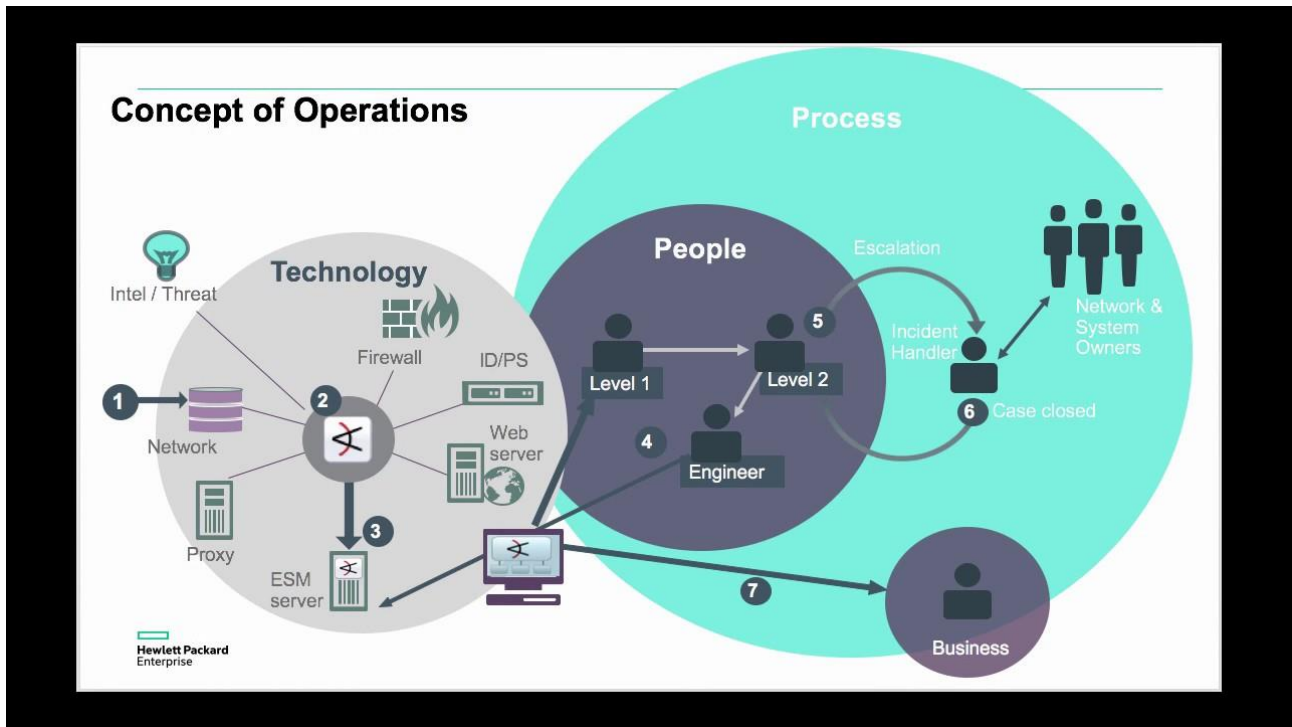 Concept of Operations
Process
People
Technology
Intel / Threat
Firewall
ID/PS
Network
Web
server
Proxy
ESM
server
1
2
3
Level 1
Level 2
Engineer
4
5
Escalation
Incident
Handler
Network &
System
Owners
6 Case closed
7
Business
Hewlett Packard
Enterprise